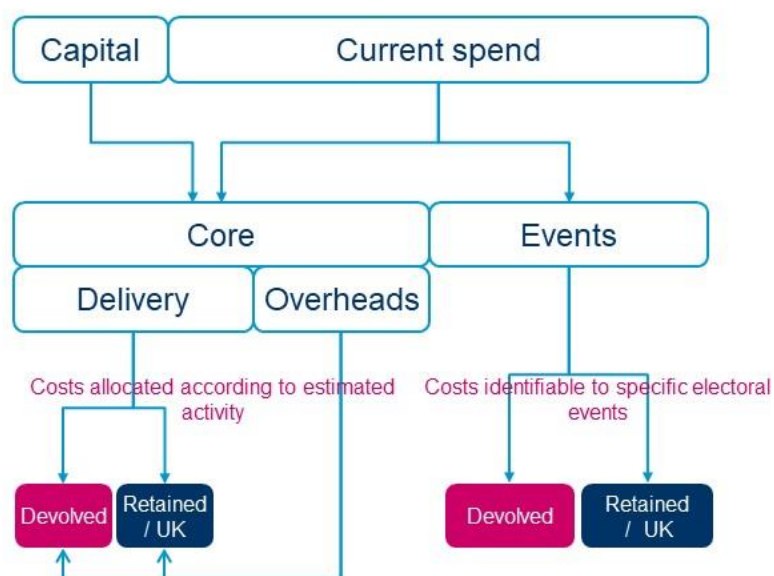 Capital
Current spend
Core
Events
Delivery
Overheads
Costs allocated according to estimated
activity
Costs identifiable to specific electoral
events
Devolved
Retained
/ UK
Devolved
Retained
/ UK